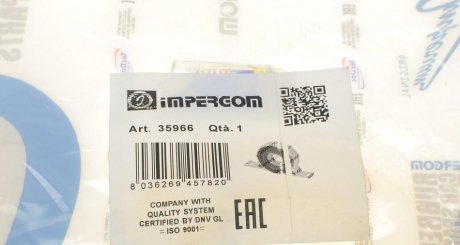 IMPERGOM
Art. 35966 Qtà. 1
8 036269 457820
COMPANY WITH
QUALITY SYSTEM
CERTIFIED BY DNV GL
= ISO 9001=
EAC